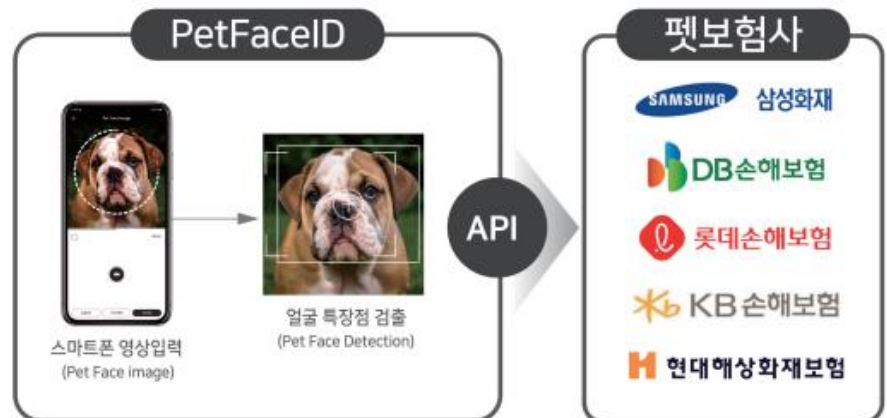 PetFaceID
스마트폰 영상입력
(Pet Face image)
얼굴 특장점 검출
(Pet Face Detection)
API
펫보험사
SAMSUNG 삼성화재
DB손해보험
롯데손해보험
KB손해보험
현대해상화재보험